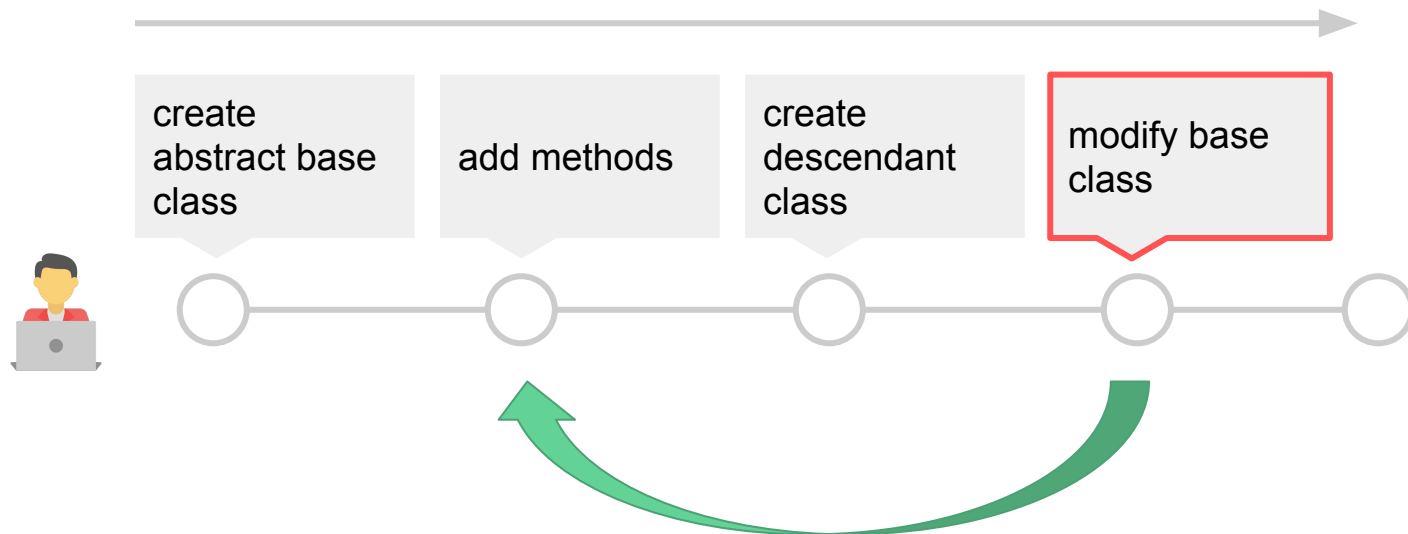 create
abstract base
class
add methods
create
descendant
class
modify base
class